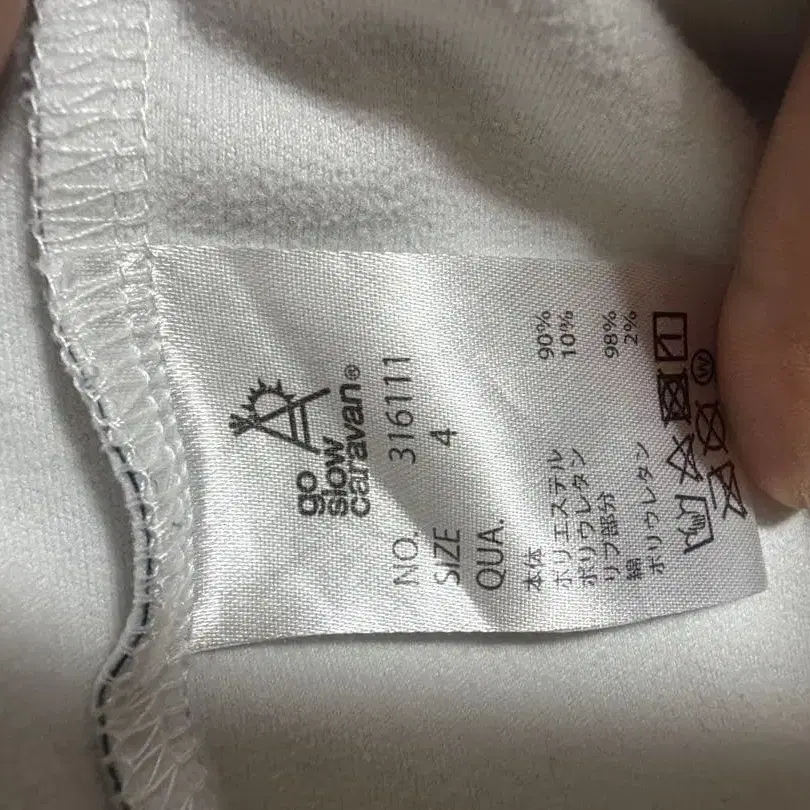 go
slow
caravan®
NO. 316111
SIZE 4
QUA.
本体
ポリエステル 90%
ポリウレタン 10%
リブ部分
綿 98%
ポリウレタン 2%
W